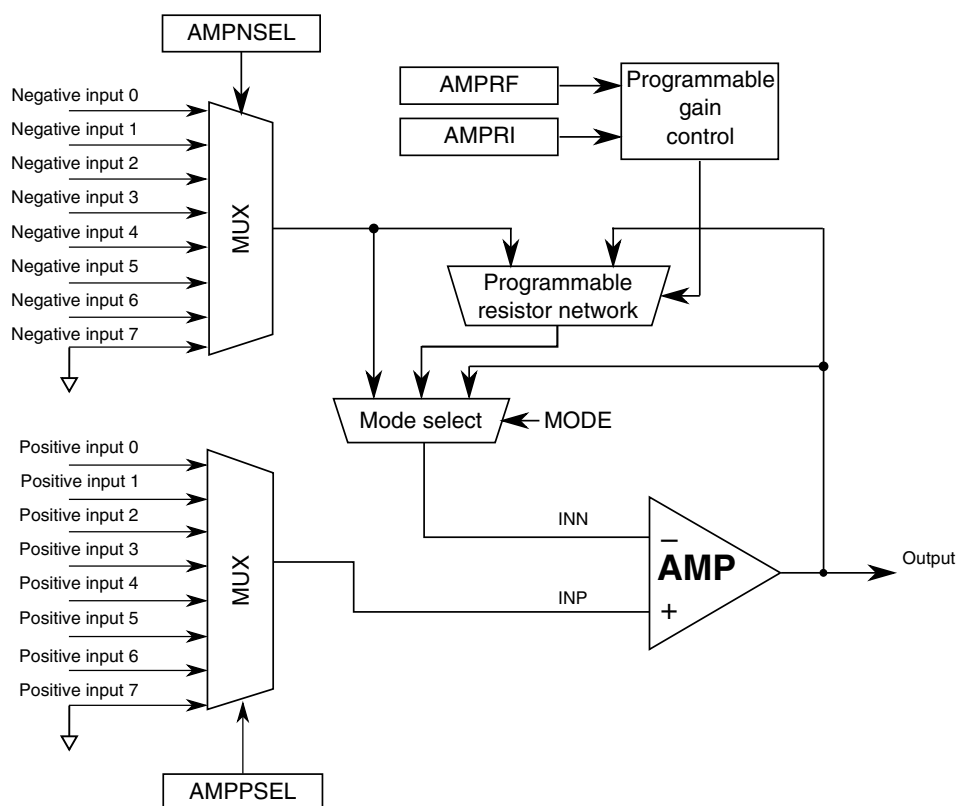 AMPNSEL
AMPRF
AMPRI
Programmable
gain
control
Negative input 0
Negative input 1
Negative input 2
Negative input 3
Negative input 4
Negative input 5
Negative input 6
Negative input 7
MUX
Programmable
resistor network
Mode select
MODE
Positive input 0
Positive input 1
Positive input 2
Positive input 3
Positive input 4
Positive input 5
Positive input 6
Positive input 7
MUX
INN
INP
−
AMP
+
Output
AMPPSEL